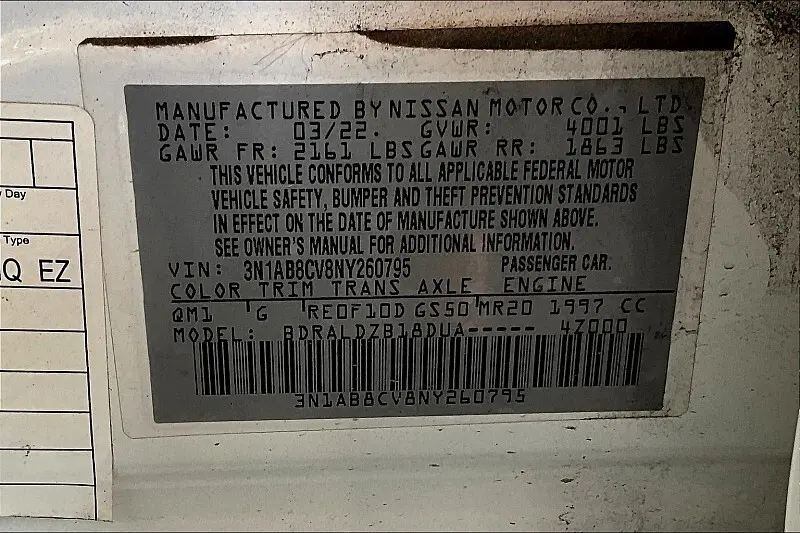 MANUFACTURED BY NISSAN MOTOR CO., LTD.
DATE: 03/22. GVWR: 4001 LBS
GAWR FR: 2161 LBS GAWR RR: 1863 LBS
THIS VEHICLE CONFORMS TO ALL APPLICABLE FEDERAL MOTOR
VEHICLE SAFETY, BUMPER AND THEFT PREVENTION STANDARDS
IN EFFECT ON THE DATE OF MANUFACTURE SHOWN ABOVE.
SEE OWNER'S MANUAL FOR ADDITIONAL INFORMATION.
VIN: 3N1AB8CV8NY260795 PASSENGER CAR.
COLOR TRIM TRANS AXLE ENGINE
QM1 G RE0F10D GS50 MR20 1997 CC
MODEL: BDRALDZB18DUA----- 4Z000
3N1AB8CV8NY260795
Day
Type
Q EZ